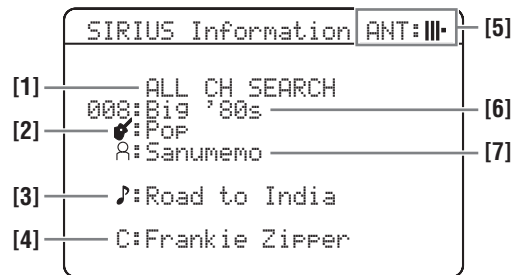 SIRIUS Information ANT: [5]
[1] ALL CH SEARCH
008:Big '80s [6]
[2] :Pop
:Sanumemo [7]
[3] ♪:Road to India
[4] C:Frankie Zipper